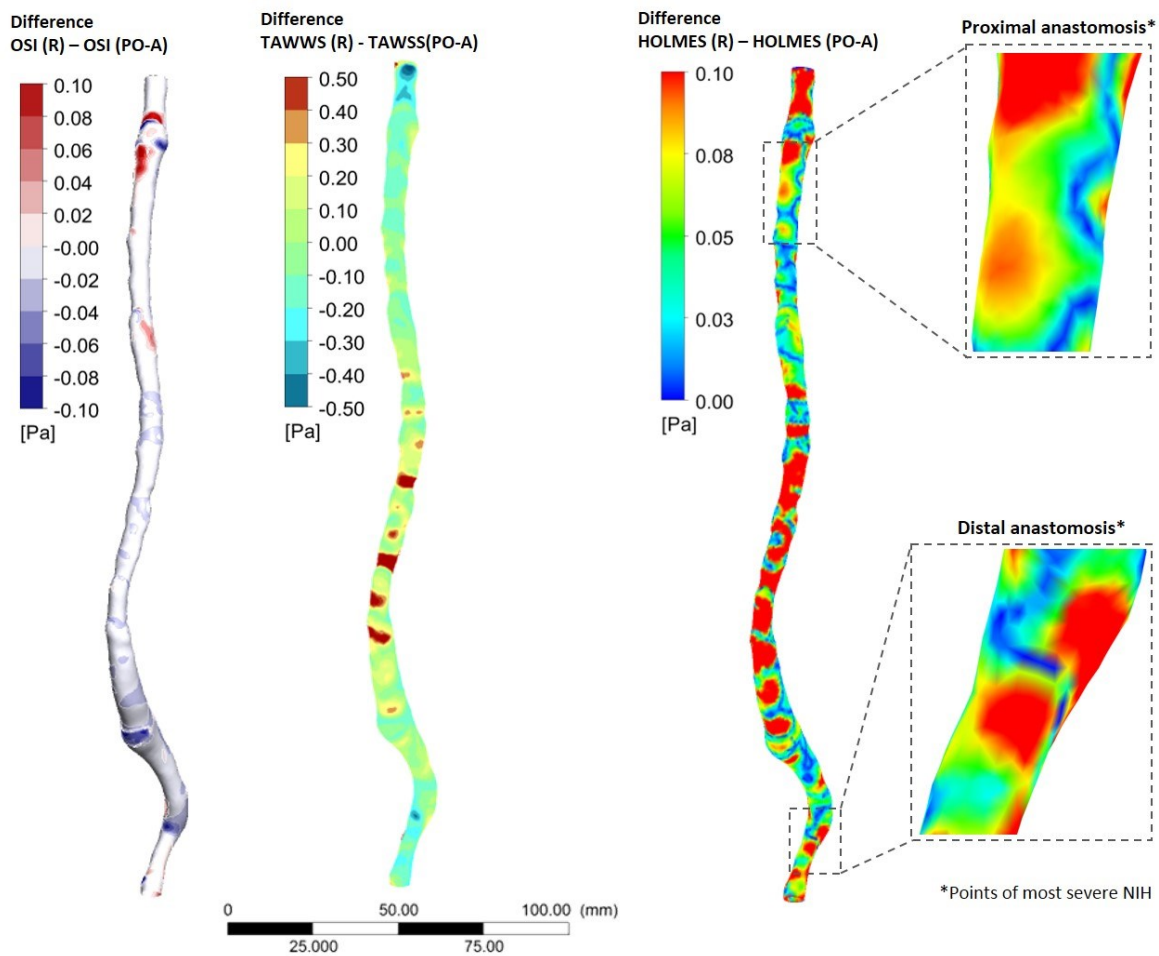 Difference
OSI (R) – OSI (PO-A)
0.10
0.08
0.06
0.04
0.02
-0.00
-0.02
-0.04
-0.06
-0.08
-0.10
[Pa]
Difference
TAWWS (R) - TAWSS(PO-A)
0.50
0.40
0.30
0.20
0.10
0.00
-0.10
-0.20
-0.30
-0.40
-0.50
[Pa]
Difference
HOLMES (R) – HOLMES (PO-A)
0.10
0.08
0.05
0.03
0.00
[Pa]
Proximal anastomosis*
Distal anastomosis*
*Points of most severe NIH
0 50.00 100.00 (mm)
25.000 75.00